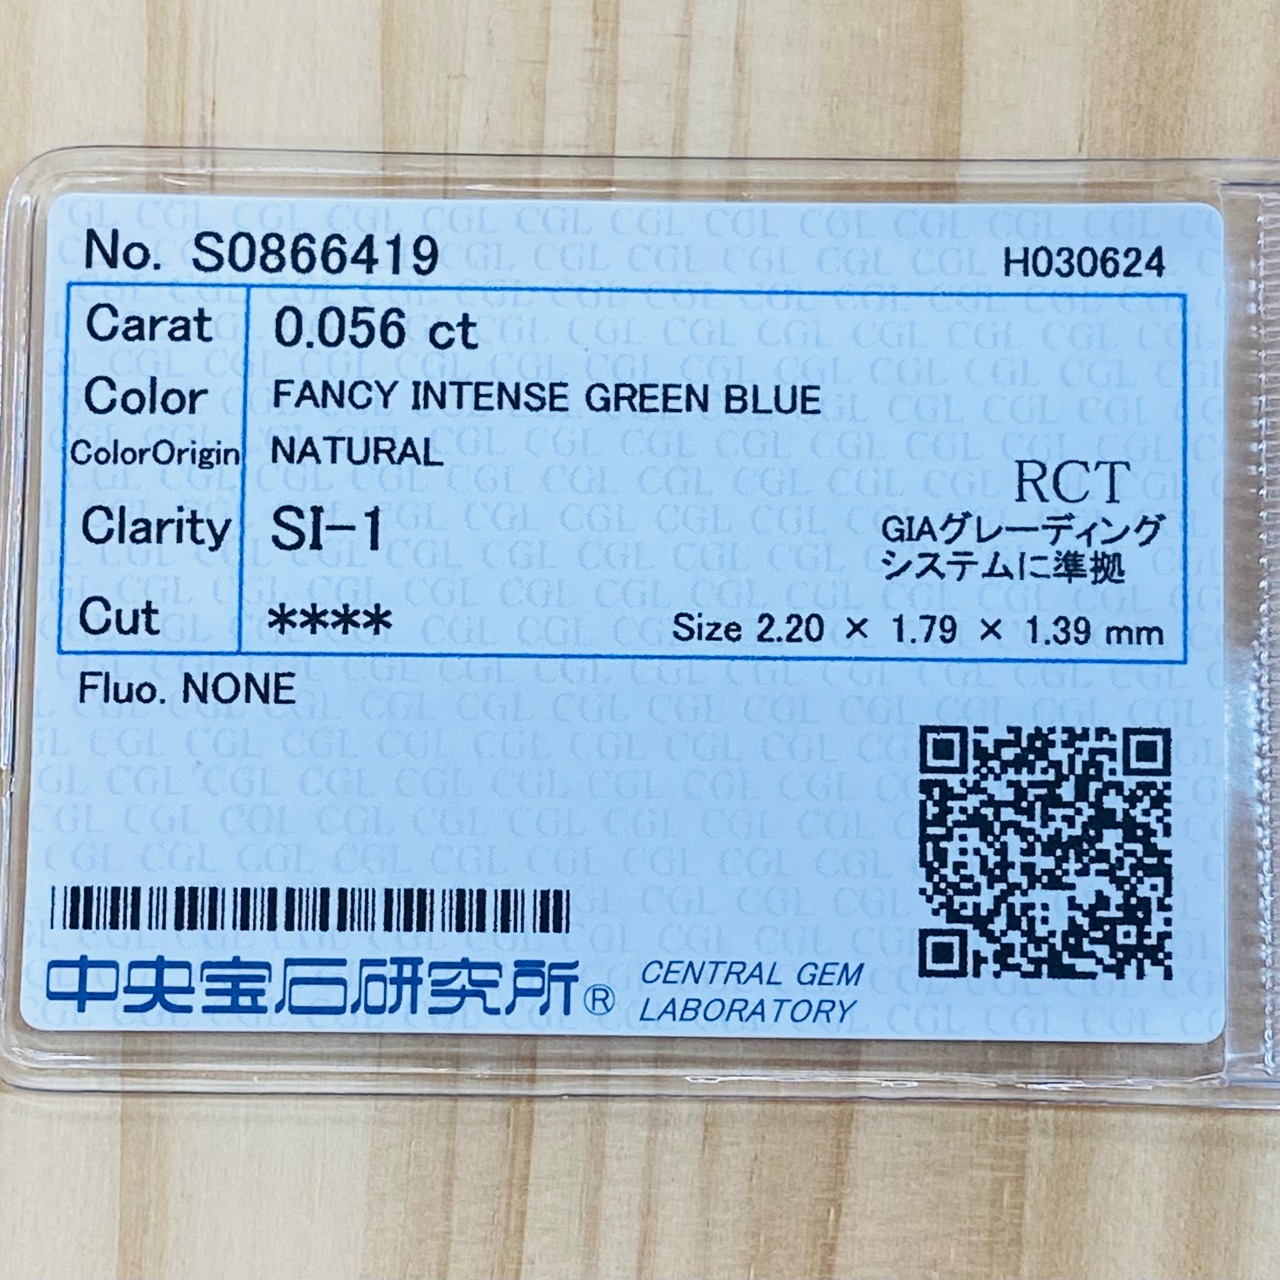 No. S0866419
H030624
Carat 0.056 ct
Color FANCY INTENSE GREEN BLUE
ColorOrigin NATURAL
RCT
Clarity SI-1
GIAグレーディング
システムに準拠
Cut ****
Size 2.20 × 1.79 × 1.39 mm
Fluo. NONE
中央宝石研究所®
CENTRAL GEM
LABORATORY